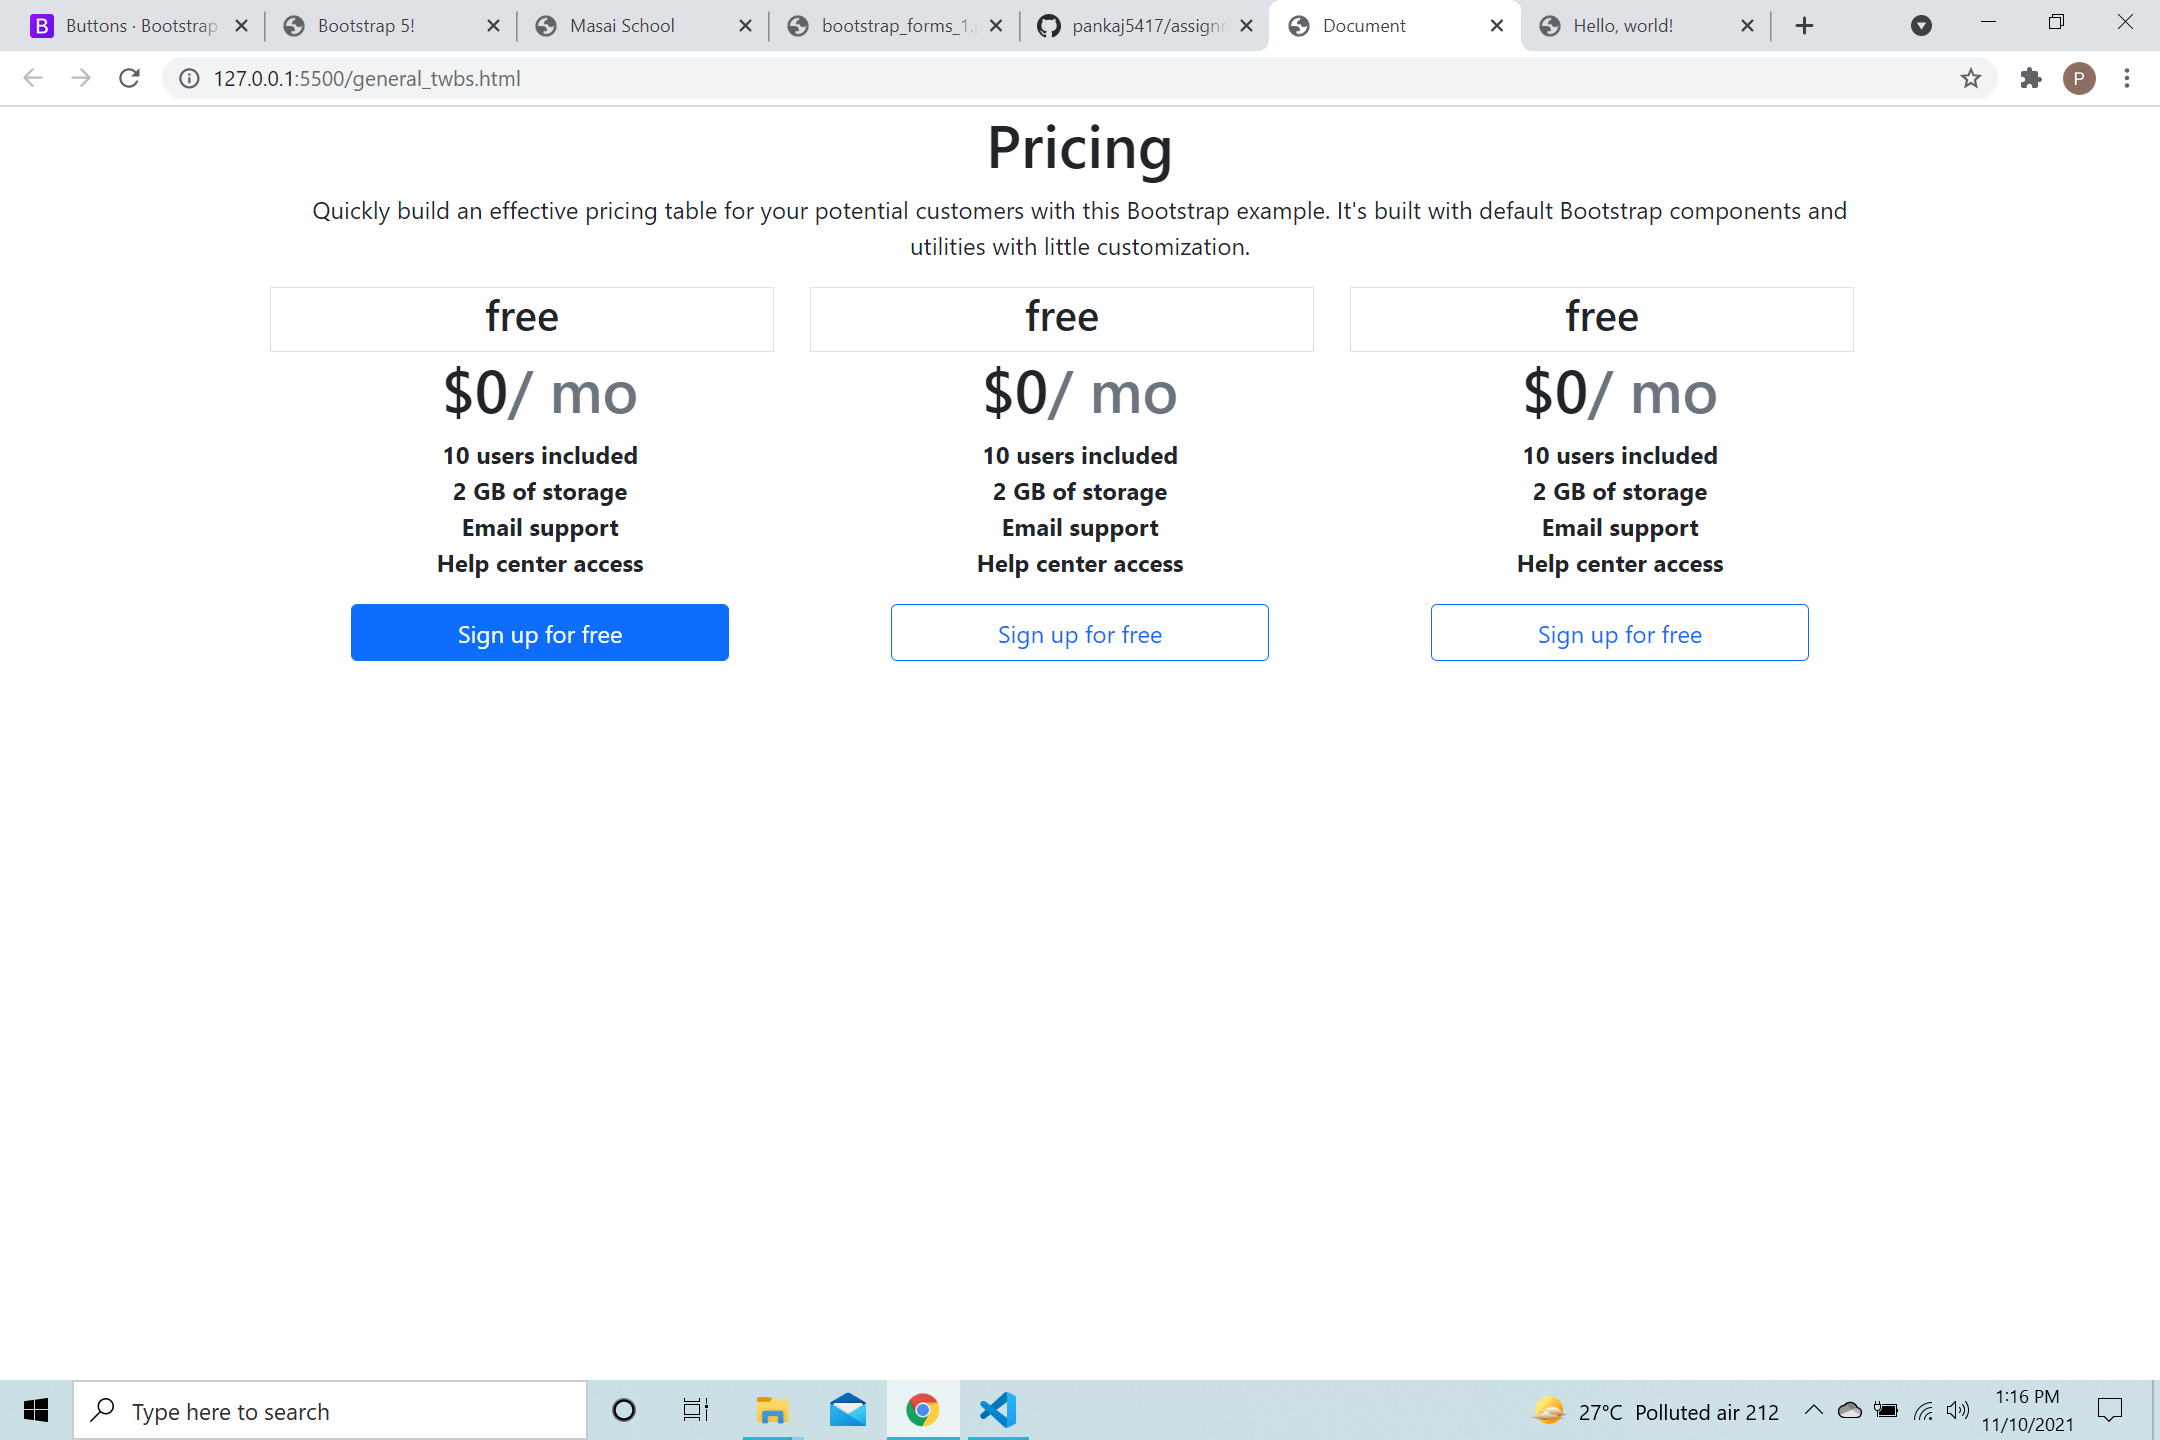 Buttons · Bootstrap
Bootstrap 5!
Masai School
bootstrap_forms_1.
pankaj5417/assignm
Document
Hello, world!
127.0.0.1:5500/general_twbs.html
P
Pricing
Quickly build an effective pricing table for your potential customers with this Bootstrap example. It's built with default Bootstrap components and
utilities with little customization.
free
free
free
$0/ mo
$0/ mo
$0/ mo
10 users included
10 users included
10 users included
2 GB of storage
2 GB of storage
2 GB of storage
Email support
Email support
Email support
Help center access
Help center access
Help center access
Sign up for free
Sign up for free
Sign up for free
Type here to search
27°C Polluted air 212
1:16 PM
11/10/2021